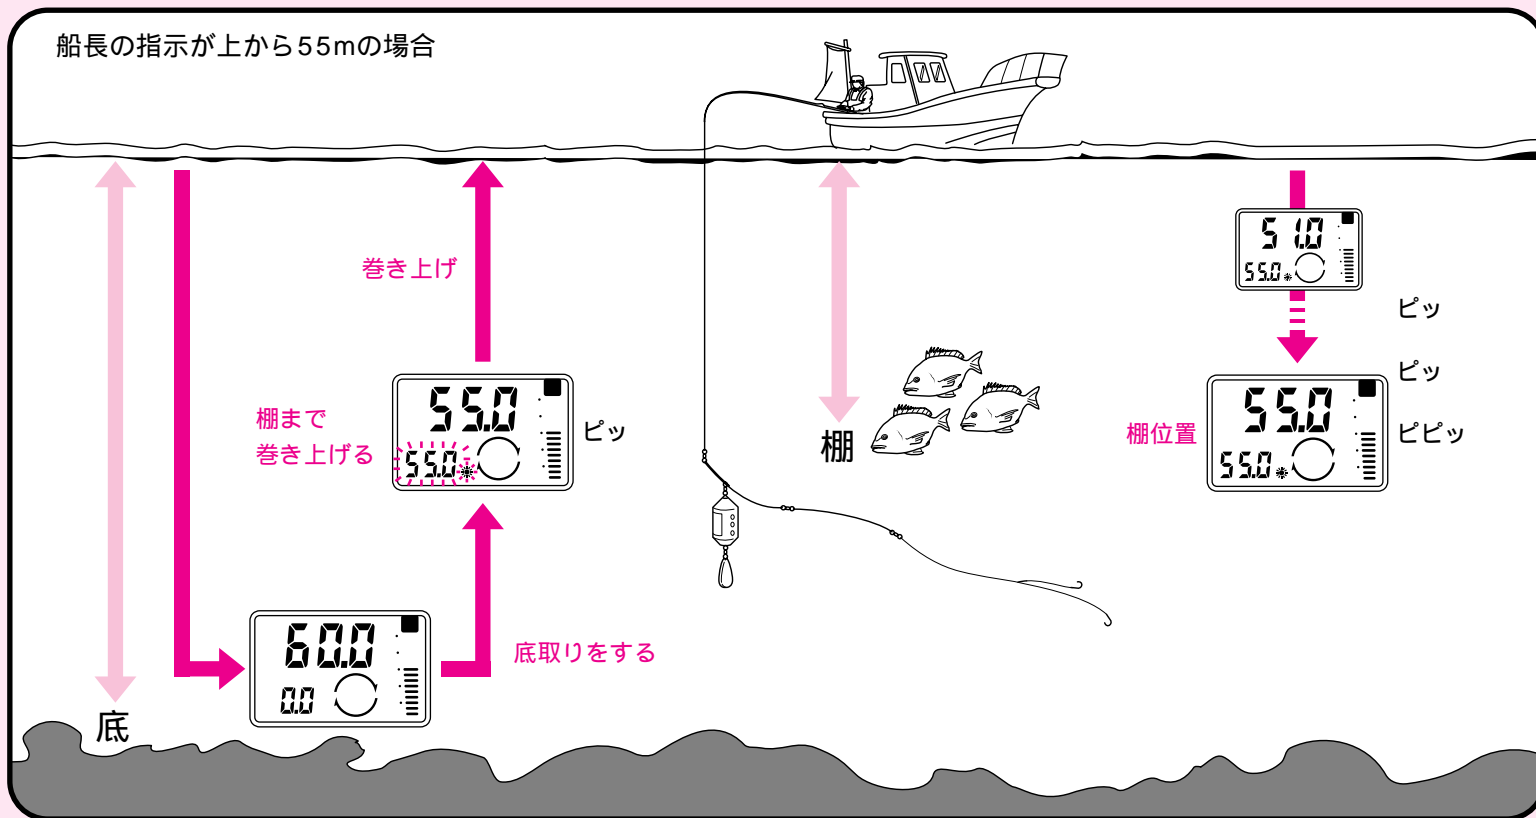 船長の指示が上から55mの場合
巻き上げ
棚まで
巻き上げる
55.0
55.0
ピッ
60.0
0.0
底取りをする
底
棚
51.0
55.0
ピッ
ピッ
ピピッ
棚位置
55.0
55.0